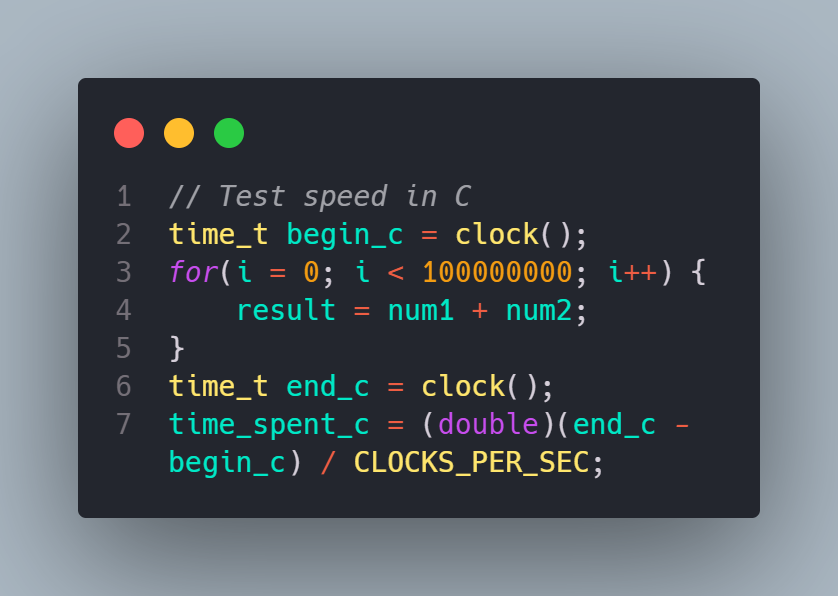 1 // Test speed in C
2 time_t begin_c = clock();
3 for(i = 0; i < 100000000; i++) {
4     result = num1 + num2;
5 }
6 time_t end_c = clock();
7 time_spent_c = (double)(end_c -
begin_c) / CLOCKS_PER_SEC;